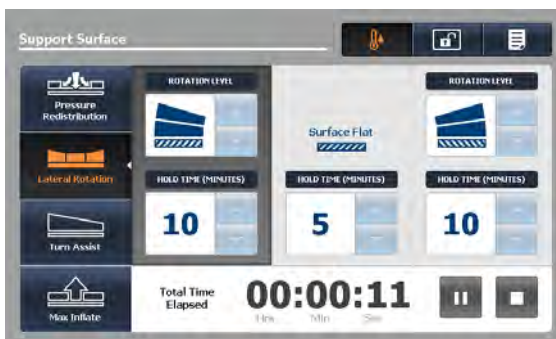 Support Surface
Pressure
Redistribution
Lateral Rotation
Turn Assist
Max Inflate
ROTATION LEVEL
HOLD TIME (MINUTES)
10
Surface Flat
HOLD TIME (MINUTES)
5
ROTATION LEVEL
HOLD TIME (MINUTES)
10
Total Time
Elapsed
00:00:11
Hrs Min Sec